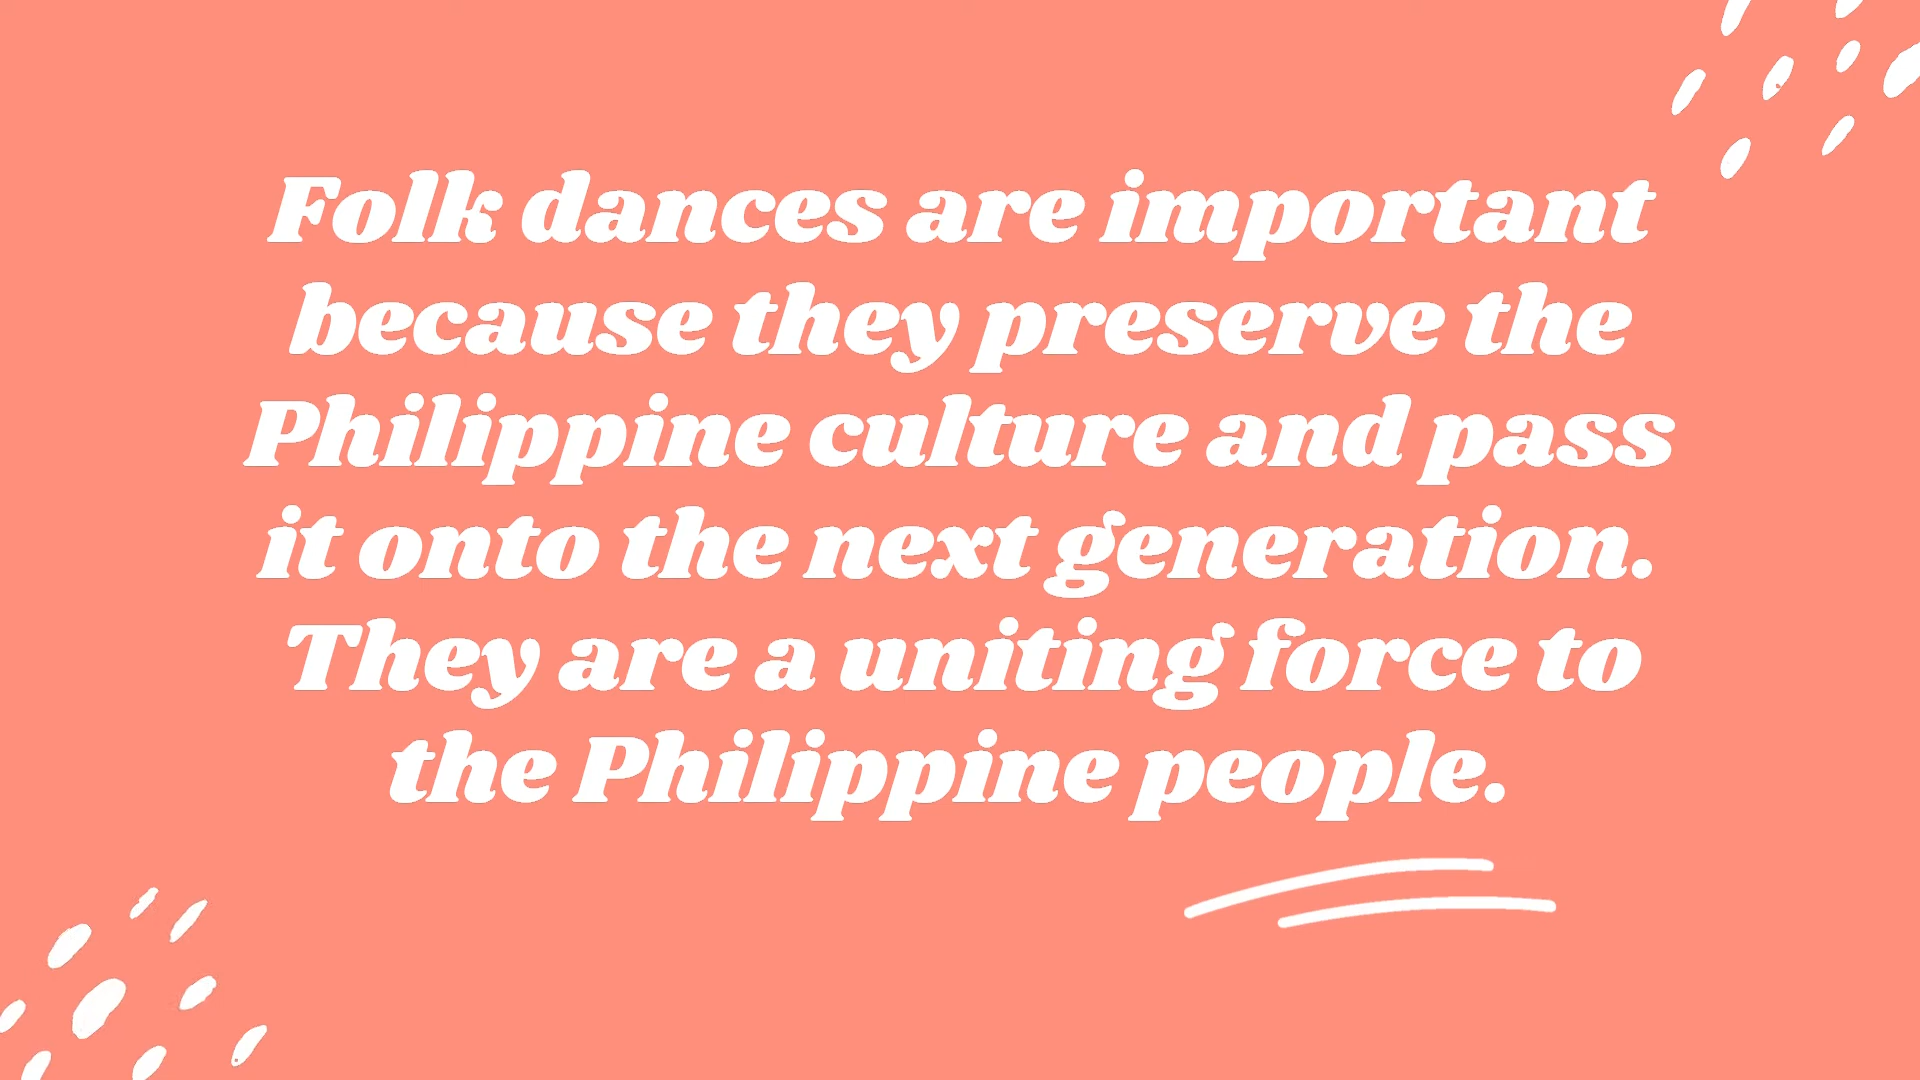 Folk dances are important
because they preserve the
Philippine culture and pass
it onto the next generation.
They are a uniting force to
the Philippine people.